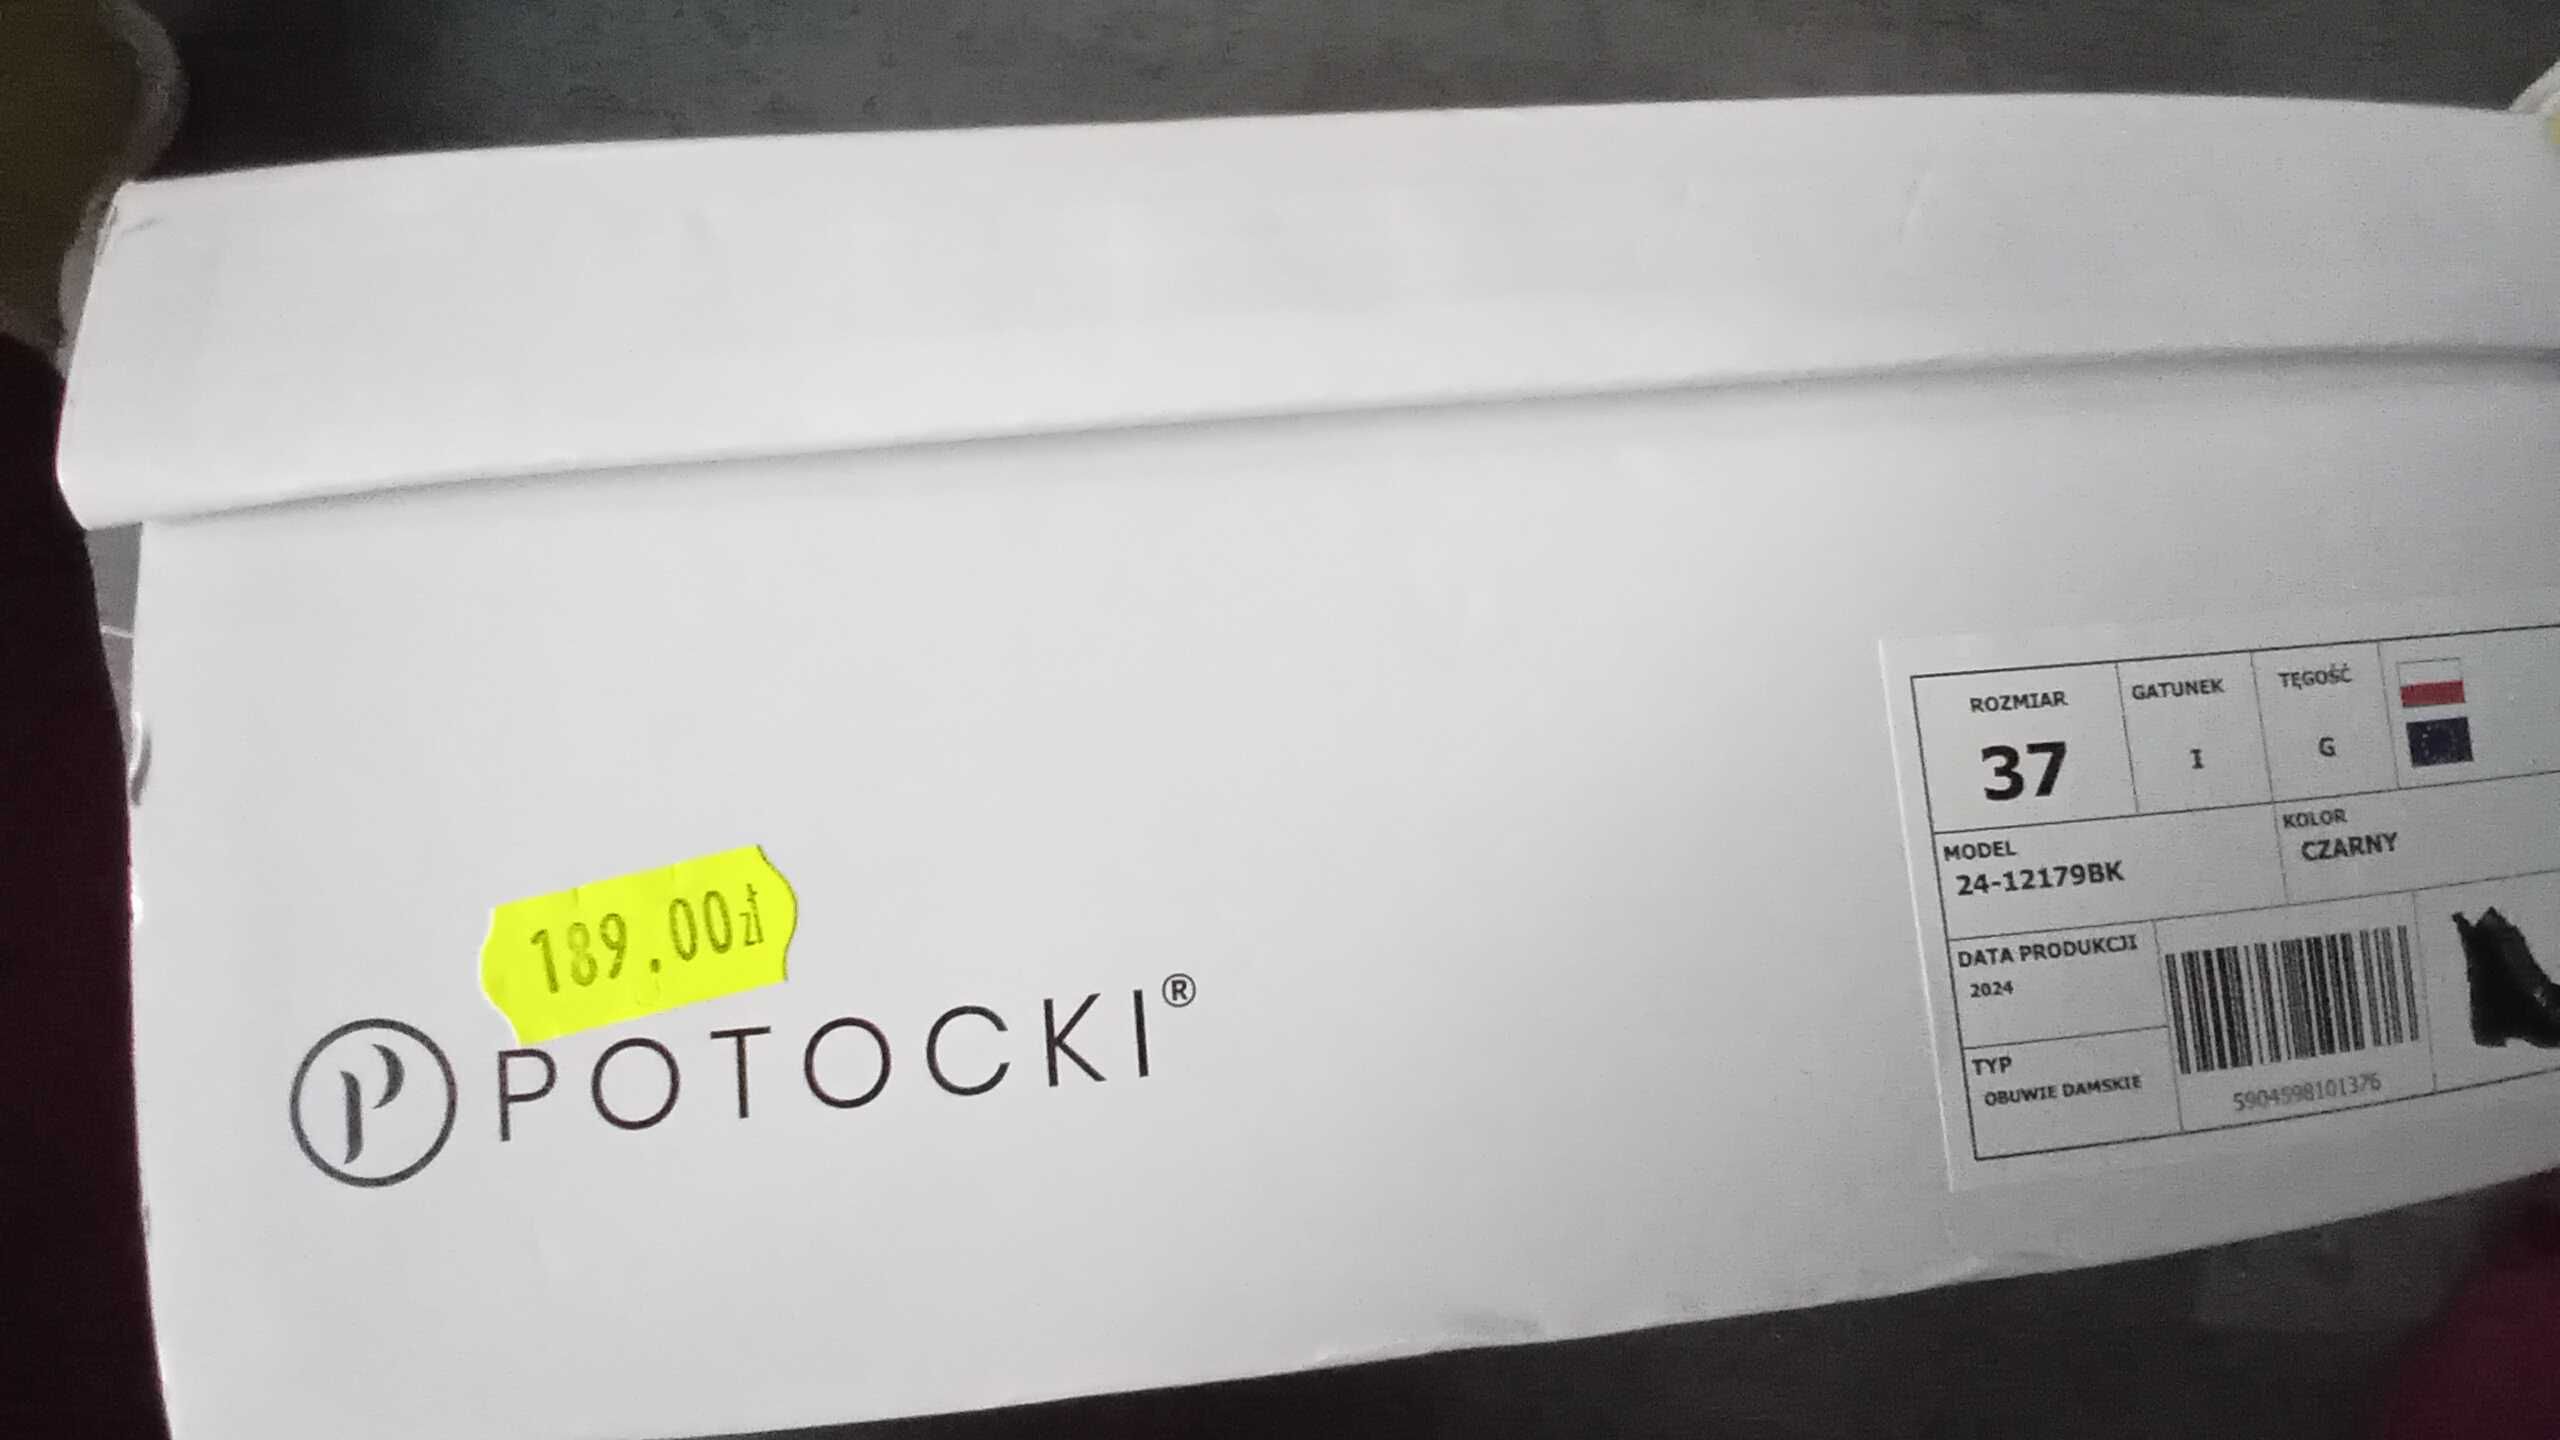 189.00zł
P POTOCKI®
ROZMIAR
37
GATUNEK
I
TĘGOŚĆ
G
MODEL
24-12179BK
KOLOR
CZARNY
DATA PRODUKCJI
2024
TYP
OBUWIE DAMSKIE
5904598101376